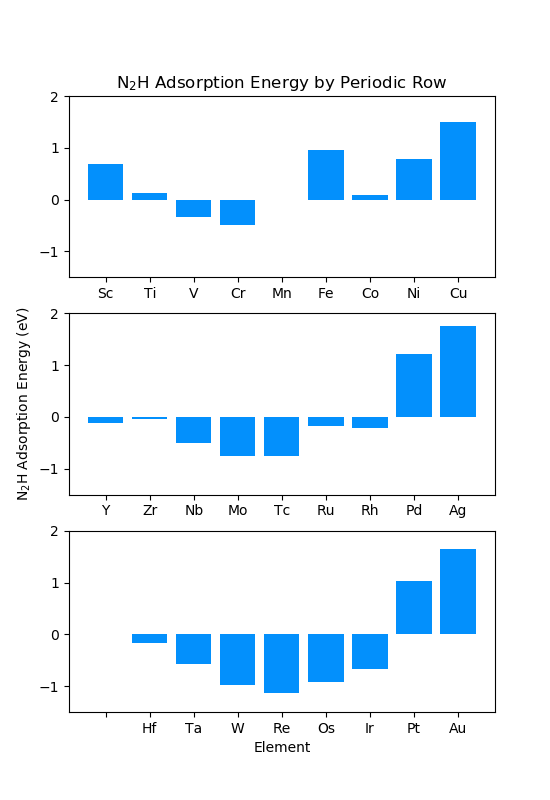 N₂H Adsorption Energy by Periodic Row
2
1
0
−1
Sc Ti V Cr Mn Fe Co Ni Cu
N₂H Adsorption Energy (eV)
2
1
0
−1
Y Zr Nb Mo Tc Ru Rh Pd Ag
2
1
0
−1
Hf Ta W Re Os Ir Pt Au
Element